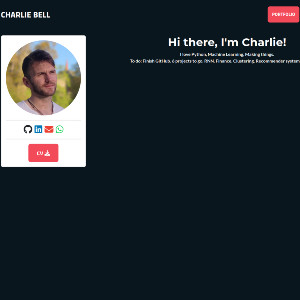 CHARLIE BELL
PORTFOLIO
Hi there, I'm Charlie!
I love Python, Machine Learning, Making things.
To do: Finish GitHub, 6 projects to go. RNN, Finance, Clustering, Recommender system
CV